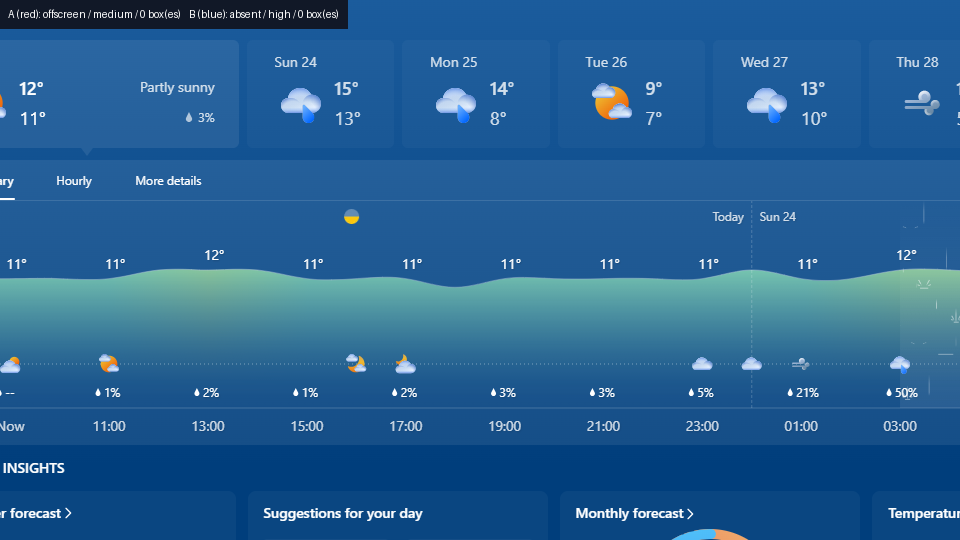 A (red): offscreen / medium / 0 box(es) B (blue): absent / high / 0 box(es)
12° Partly sunny
11° 3%
Sun 24
15°
13°
Mon 25
14°
8°
Tue 26
9°
7°
Wed 27
13°
10°
Thu 28
Hourly More details
Today Sun 24
11° 11° 12° 11° 11° 11° 11° 11° 11° 12°
-- 1% 2% 1% 2% 3% 3% 5% 21% 50%
Now 11:00 13:00 15:00 17:00 19:00 21:00 23:00 01:00 03:00
INSIGHTS
forecast >
Suggestions for your day
Monthly forecast >